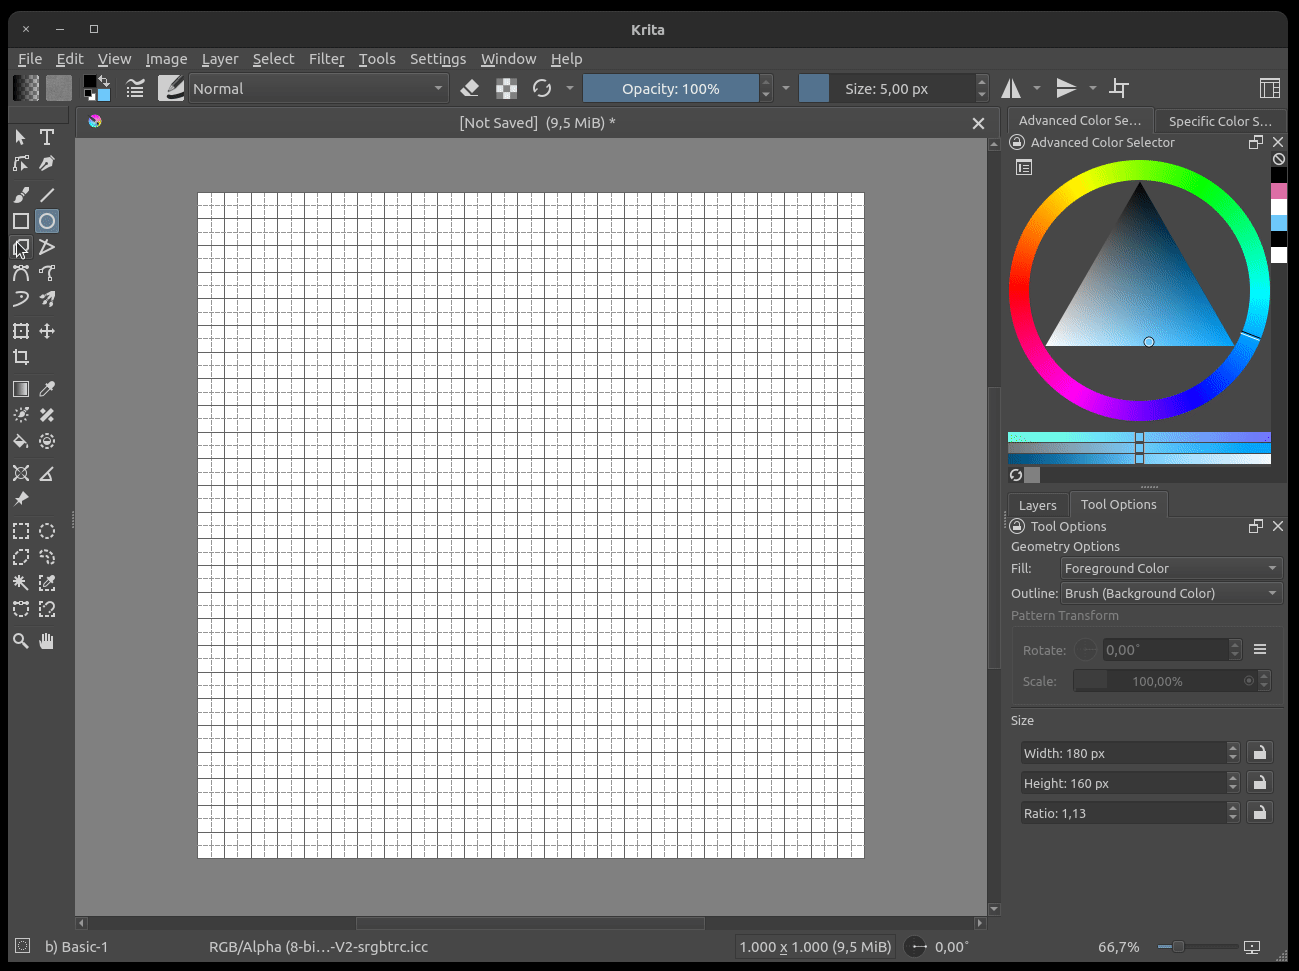 Krita
File Edit View Image Layer Select Filter Tools Settings Window Help
Normal
Opacity: 100%
Size: 5,00 px
[Not Saved] (9,5 MiB) *
Advanced Color Se...
Specific Color S...
Advanced Color Selector
Layers
Tool Options
Tool Options
Geometry Options
Fill: Foreground Color
Outline: Brush (Background Color)
Pattern Transform
Rotate: 0,00°
Scale: 100,00%
Size
Width: 180 px
Height: 160 px
Ratio: 1,13
b) Basic-1
RGB/Alpha (8-bi...-V2-srgbtrc.icc
1.000 x 1.000 (9,5 MiB)
0,00°
66,7%